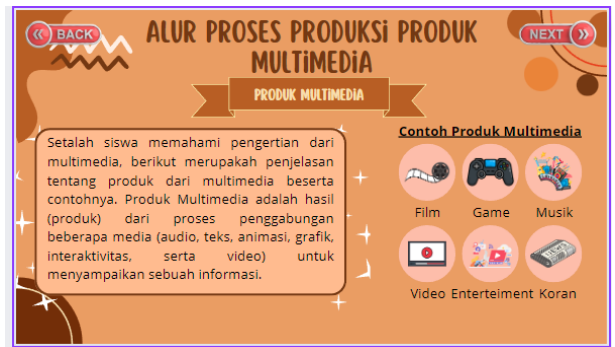 BACK
ALUR PROSES PRODUKSI PRODUK
MULTIMEDIA
NEXT
PRODUK MULTIMEDIA
Setalah siswa memahami pengertian dari
multimedia, berikut merupakah penjelasan
tentang produk dari multimedia beserta
contohnya. Produk Multimedia adalah hasil
(produk) dari proses penggabungan
beberapa media (audio, teks, animasi, grafik,
interaktivitas, serta video) untuk
menyampaikan sebuah informasi.
Contoh Produk Multimedia
Film Game Musik
Video Enterteiment Koran